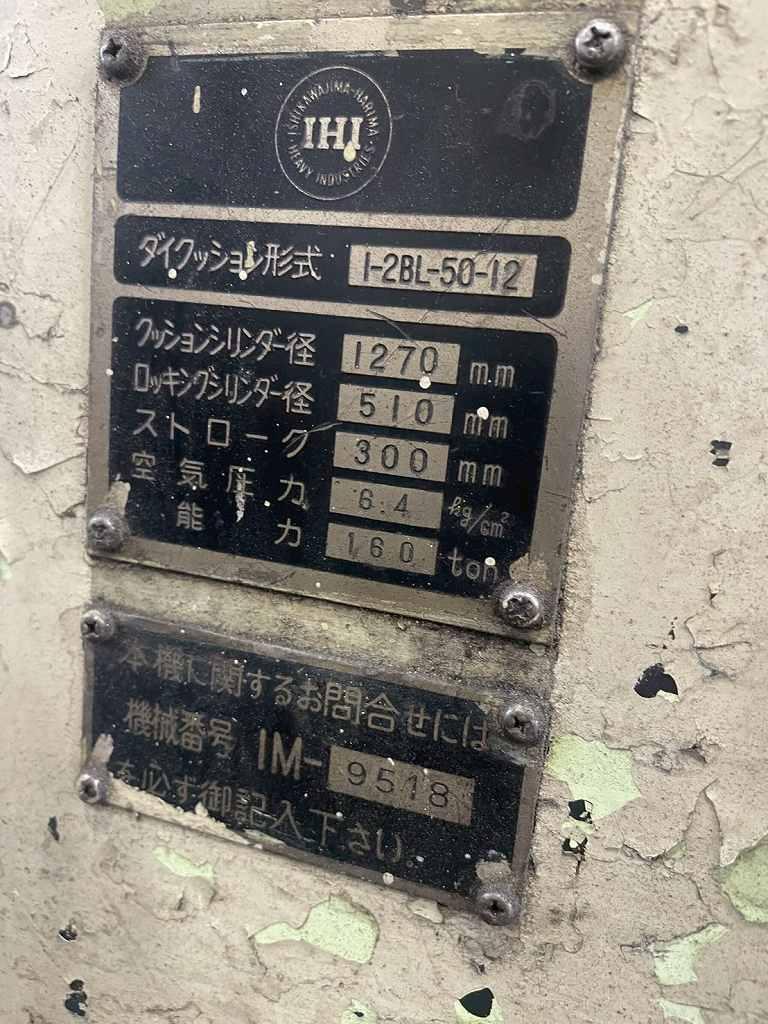 ISHIKAWAJIMA-HARIMA
IHI
HEAVY INDUSTRIES
ダイクッション形式 1-2BL-50-12
クッションシリンダー径 1270 mm
ロッキングシリンダー径 510 mm
ストローク 300 mm
空気圧力 6.4 kg/cm²
能力 160 ton
本機に関するお問合せには
機械番号 IM-9518
を必ず御記入下さい。